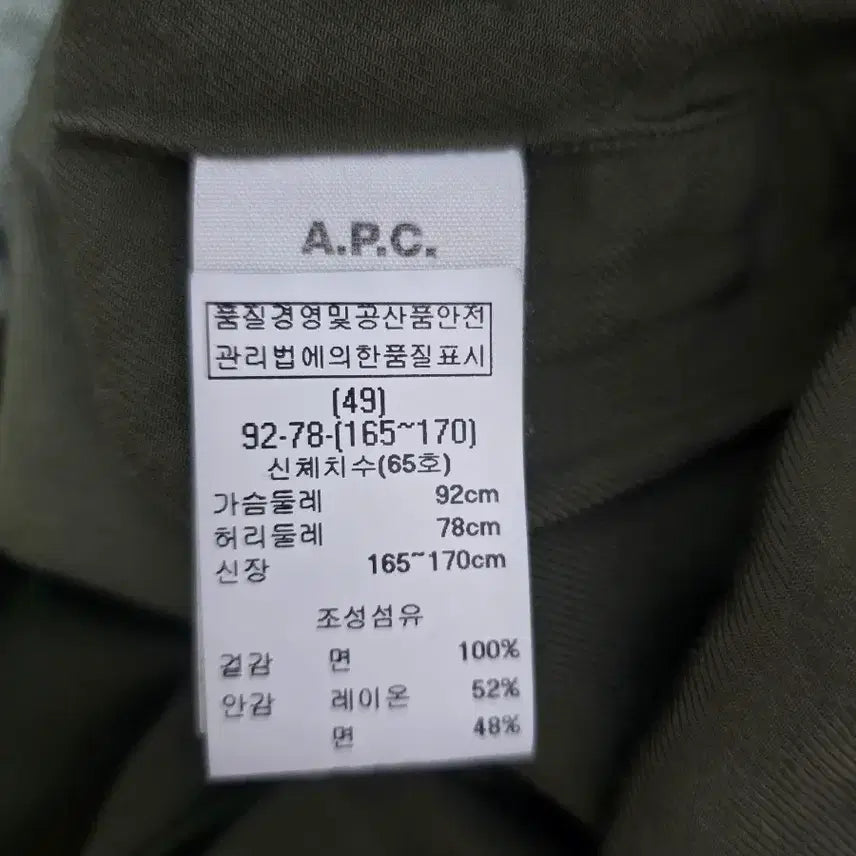 A.P.C.
품질경영및공산품안전
관리법에의한품질표시
(49)
92-78-(165~170)
신체치수(65호)
가슴둘레 92cm
허리둘레 78cm
신장 165~170cm
조성섬유
겉감 면 100%
안감 레이온 52%
면 48%